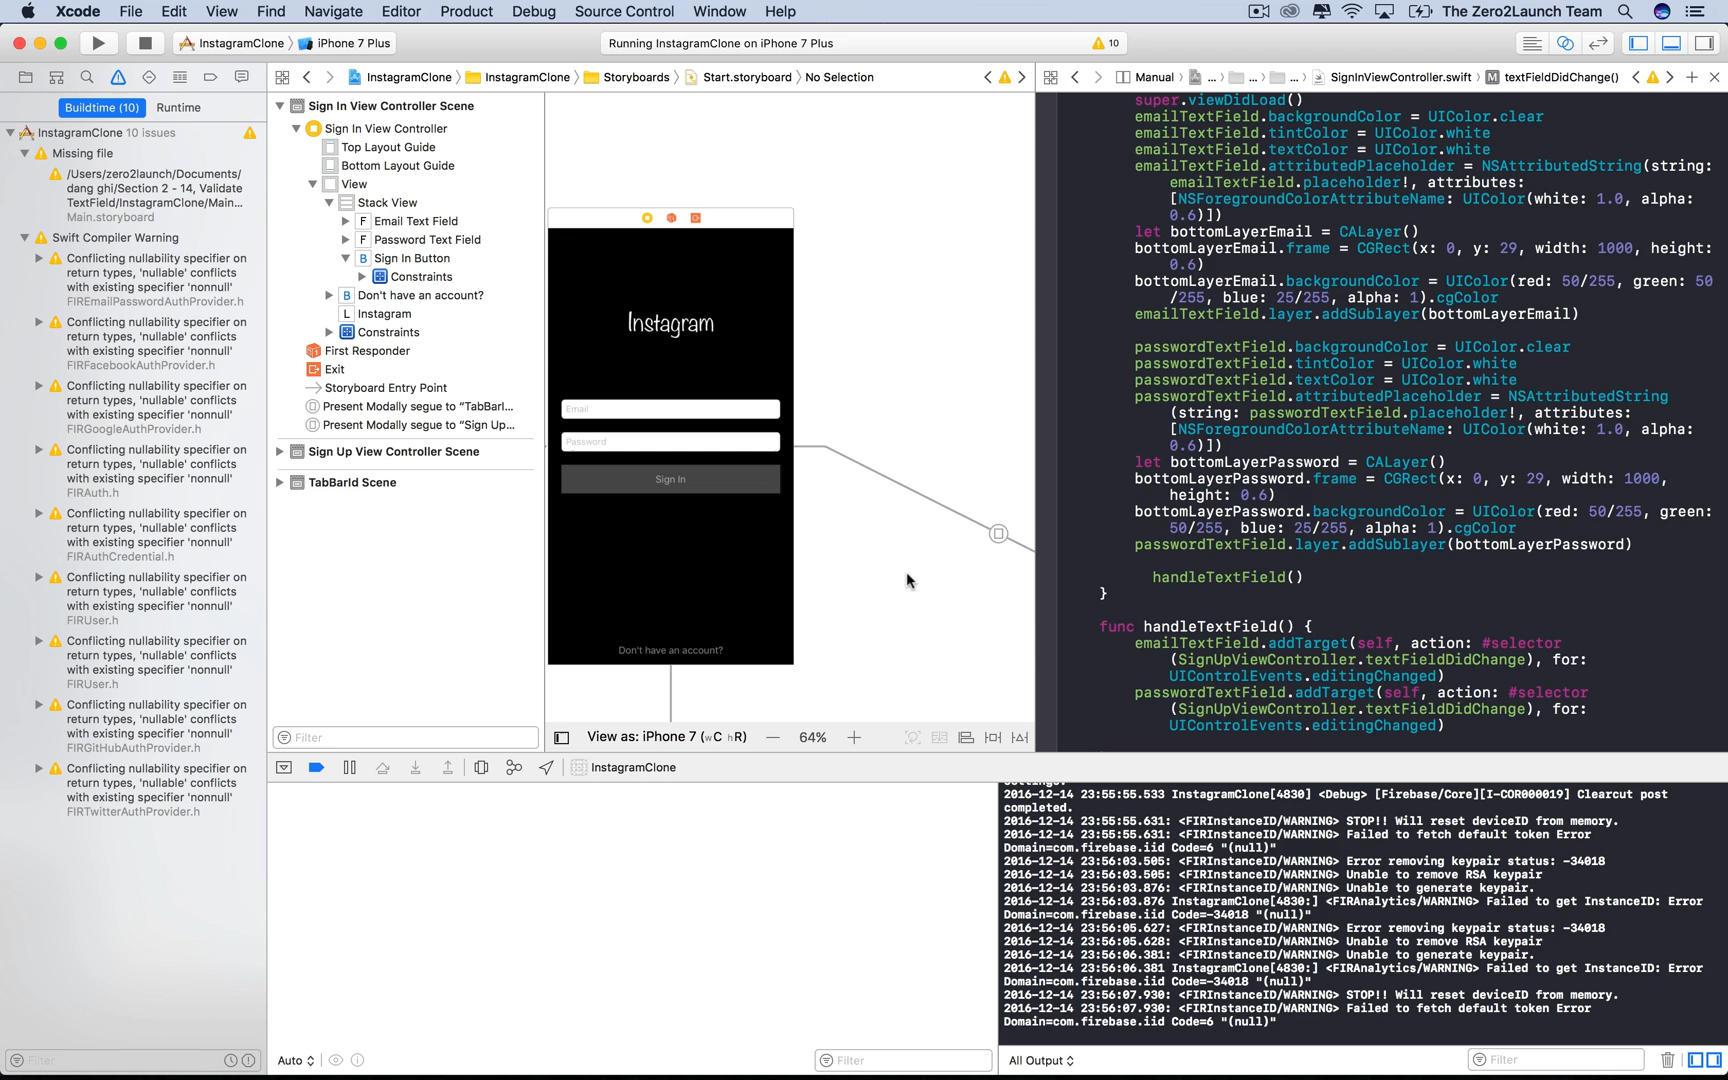 Xcode File Edit View Find Navigate Editor Product Debug Source Control Window Help The Zero2Launch Team
InstagramClone iPhone 7 Plus Running InstagramClone on iPhone 7 Plus 10
InstagramClone InstagramClone Storyboards Start.storyboard No Selection Manual ... ... ... SignInViewController.swift M textFieldDidChange()
Buildtime (10) Runtime
InstagramClone 10 issues
Missing file
/Users/zero2launch/Documents/
dang ghi/Section 2 - 14, Validate
TextField/InstagramClone/Main...
Main.storyboard
Swift Compiler Warning
Conflicting nullability specifier on
return types, 'nullable' conflicts
with existing specifier 'nonnull'
FIREmailPasswordAuthProvider.h
Conflicting nullability specifier on
return types, 'nullable' conflicts
with existing specifier 'nonnull'
FIRFacebookAuthProvider.h
Conflicting nullability specifier on
return types, 'nullable' conflicts
with existing specifier 'nonnull'
FIRGoogleAuthProvider.h
Conflicting nullability specifier on
return types, 'nullable' conflicts
with existing specifier 'nonnull'
FIRAuth.h
Conflicting nullability specifier on
return types, 'nullable' conflicts
with existing specifier 'nonnull'
FIRAuthCredential.h
Conflicting nullability specifier on
return types, 'nullable' conflicts
with existing specifier 'nonnull'
FIRUser.h
Conflicting nullability specifier on
return types, 'nullable' conflicts
with existing specifier 'nonnull'
FIRUser.h
Conflicting nullability specifier on
return types, 'nullable' conflicts
with existing specifier 'nonnull'
FIRGitHubAuthProvider.h
Conflicting nullability specifier on
return types, 'nullable' conflicts
with existing specifier 'nonnull'
FIRTwitterAuthProvider.h
Filter
Sign In View Controller Scene
Sign In View Controller
Top Layout Guide
Bottom Layout Guide
View
Stack View
F Email Text Field
F Password Text Field
B Sign In Button
Constraints
B Don't have an account?
L Instagram
Constraints
First Responder
Exit
Storyboard Entry Point
Present Modally segue to "TabBarI...
Present Modally segue to "Sign Up...
Sign Up View Controller Scene
TabBarId Scene
Filter
Instagram
Email
Password
Sign In
Don't have an account?
View as: iPhone 7 (wC hR) — 64% +
super.viewDidLoad()
emailTextField.backgroundColor = UIColor.clear
emailTextField.tintColor = UIColor.white
emailTextField.textColor = UIColor.white
emailTextField.attributedPlaceholder = NSAttributedString(string:
emailTextField.placeholder!, attributes:
[NSForegroundColorAttributeName: UIColor(white: 1.0, alpha:
0.6)])
let bottomLayerEmail = CALayer()
bottomLayerEmail.frame = CGRect(x: 0, y: 29, width: 1000, height:
0.6)
bottomLayerEmail.backgroundColor = UIColor(red: 50/255, green: 50
/255, blue: 25/255, alpha: 1).cgColor
emailTextField.layer.addSublayer(bottomLayerEmail)
passwordTextField.backgroundColor = UIColor.clear
passwordTextField.tintColor = UIColor.white
passwordTextField.textColor = UIColor.white
passwordTextField.attributedPlaceholder = NSAttributedString
(string: passwordTextField.placeholder!, attributes:
[NSForegroundColorAttributeName: UIColor(white: 1.0, alpha:
0.6)])
let bottomLayerPassword = CALayer()
bottomLayerPassword.frame = CGRect(x: 0, y: 29, width: 1000,
height: 0.6)
bottomLayerPassword.backgroundColor = UIColor(red: 50/255, green:
50/255, blue: 25/255, alpha: 1).cgColor
passwordTextField.layer.addSublayer(bottomLayerPassword)
handleTextField()
}
func handleTextField() {
emailTextField.addTarget(self, action: #selector
(SignUpViewController.textFieldDidChange), for:
UIControlEvents.editingChanged)
passwordTextField.addTarget(self, action: #selector
(SignUpViewController.textFieldDidChange), for:
UIControlEvents.editingChanged)
InstagramClone
2016-12-14 23:55:55.533 InstagramClone[4830] <Debug> [Firebase/Core][I-COR000019] Clearcut post
completed.
2016-12-14 23:55:55.631: <FIRInstanceID/WARNING> STOP!! Will reset deviceID from memory.
2016-12-14 23:55:55.631: <FIRInstanceID/WARNING> Failed to fetch default token Error
Domain=com.firebase.iid Code=6 "(null)"
2016-12-14 23:56:03.505: <FIRInstanceID/WARNING> Error removing keypair status: -34018
2016-12-14 23:56:03.505: <FIRInstanceID/WARNING> Unable to remove RSA keypair
2016-12-14 23:56:03.876: <FIRInstanceID/WARNING> Unable to generate keypair.
2016-12-14 23:56:03.876 InstagramClone[4830:] <FIRAnalytics/WARNING> Failed to get InstanceID: Error
Domain=com.firebase.iid Code=-34018 "(null)"
2016-12-14 23:56:05.627: <FIRInstanceID/WARNING> Error removing keypair status: -34018
2016-12-14 23:56:05.628: <FIRInstanceID/WARNING> Unable to remove RSA keypair
2016-12-14 23:56:06.381: <FIRInstanceID/WARNING> Unable to generate keypair.
2016-12-14 23:56:06.381 InstagramClone[4830:] <FIRAnalytics/WARNING> Failed to get InstanceID: Error
Domain=com.firebase.iid Code=-34018 "(null)"
2016-12-14 23:56:07.930: <FIRInstanceID/WARNING> STOP!! Will reset deviceID from memory.
2016-12-14 23:56:07.930: <FIRInstanceID/WARNING> Failed to fetch default token Error
Domain=com.firebase.iid Code=6 "(null)"
Auto Filter All Output Filter